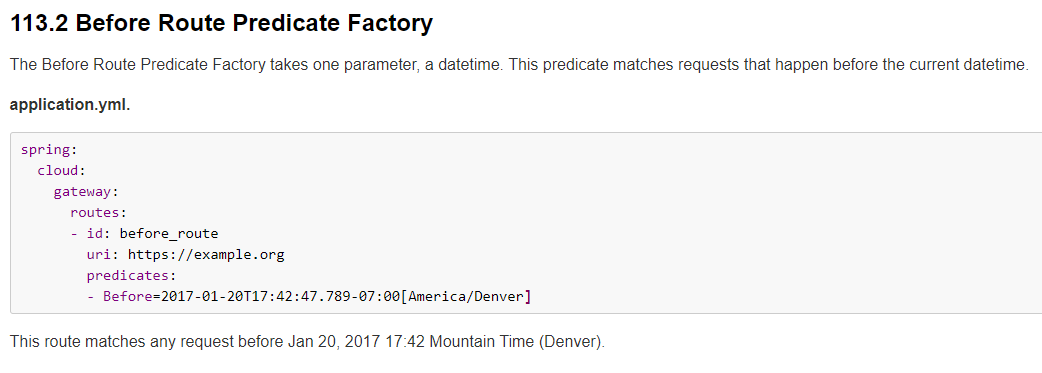 113.2 Before Route Predicate Factory
The Before Route Predicate Factory takes one parameter, a datetime. This predicate matches requests that happen before the current datetime.
application.yml.
spring:
  cloud:
    gateway:
      routes:
      - id: before_route
        uri: https://example.org
        predicates:
        - Before=2017-01-20T17:42:47.789-07:00[America/Denver]
This route matches any request before Jan 20, 2017 17:42 Mountain Time (Denver).